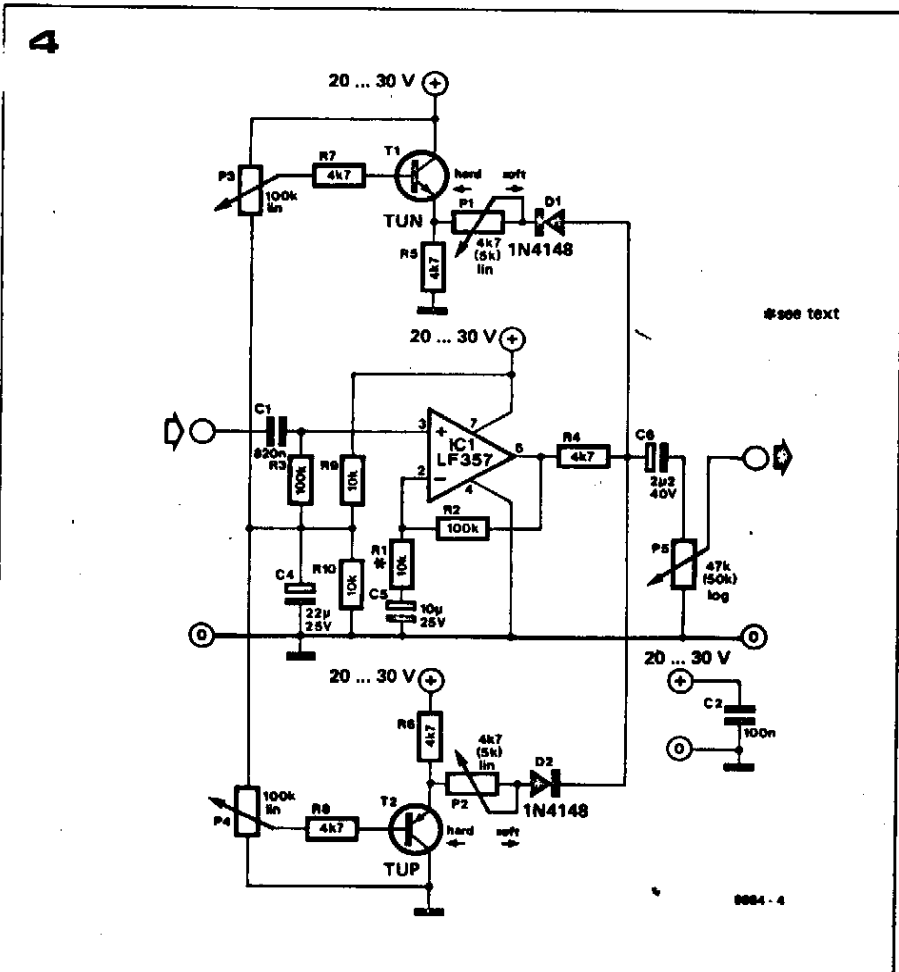 4
20 ... 30 V +
P3
100k
lin
R7
4k7
T1
TUN
hard soft
P1
4k7
(5k)
lin
D1
1N4148
R5
4k7
*see text
20 ... 30 V +
C1
820n
R3
100k
R9
10k
3 +
2 −
7
IC1
LF357
6
4
R4
4k7
C6
2µ2
40V
R2
100k
R1
*
10k
C4
22µ
25V
R10
10k
C5
10µ
25V
P5
47k
(50k)
log
0
0
20 ... 30 V
+
C2
100n
0
20 ... 30 V +
R6
4k7
4k7
(5k)
lin
P2
D2
1N4148
100k
lin
P4
R8
4k7
T2
TUP
hard soft
9984 - 4